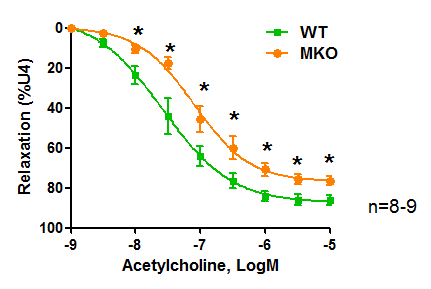 WT
MKO
Relaxation (%U4)
0
20
40
60
80
100
* * * * * * *
-9 -8 -7 -6 -5
Acetylcholine, LogM
n=8-9